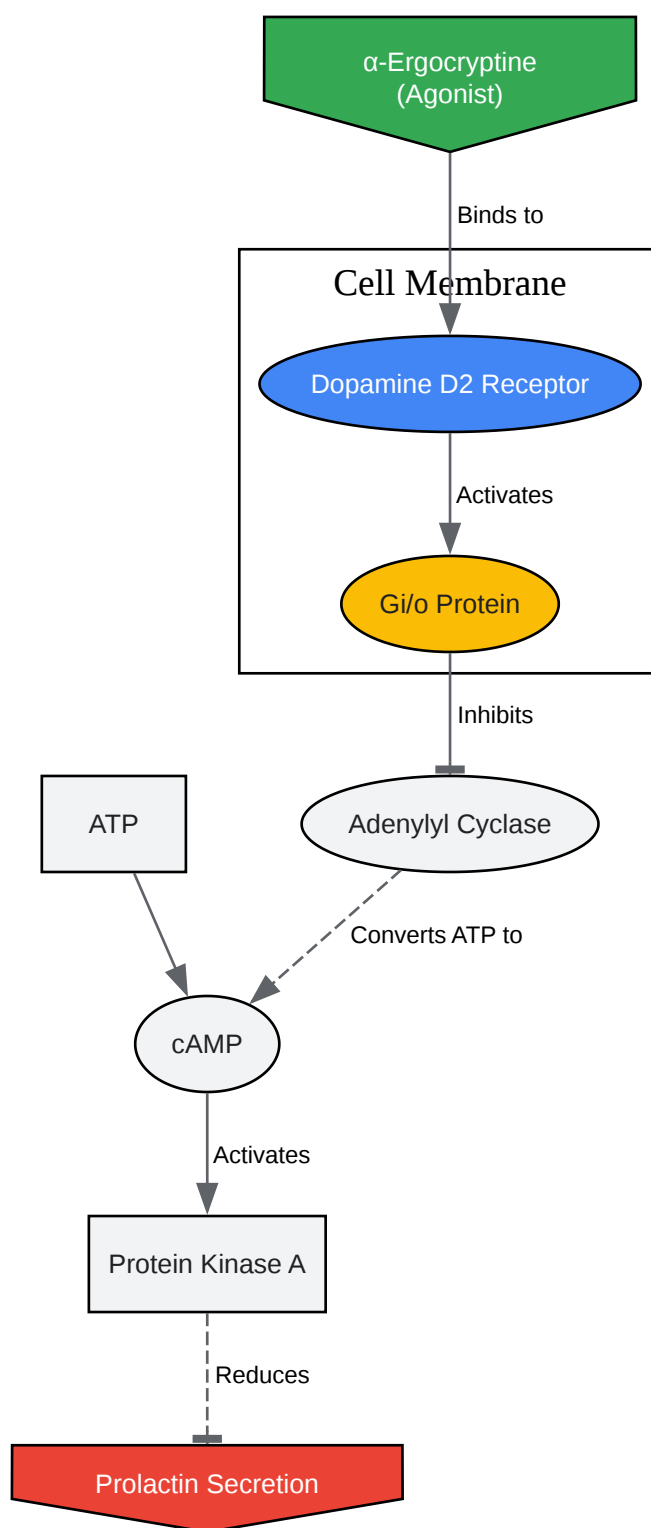 α-Ergocryptine
(Agonist)
Binds to
Cell Membrane
Dopamine D2 Receptor
Activates
Gi/o Protein
Inhibits
ATP
Adenylyl Cyclase
Converts ATP to
cAMP
Activates
Protein Kinase A
Reduces
Prolactin Secretion